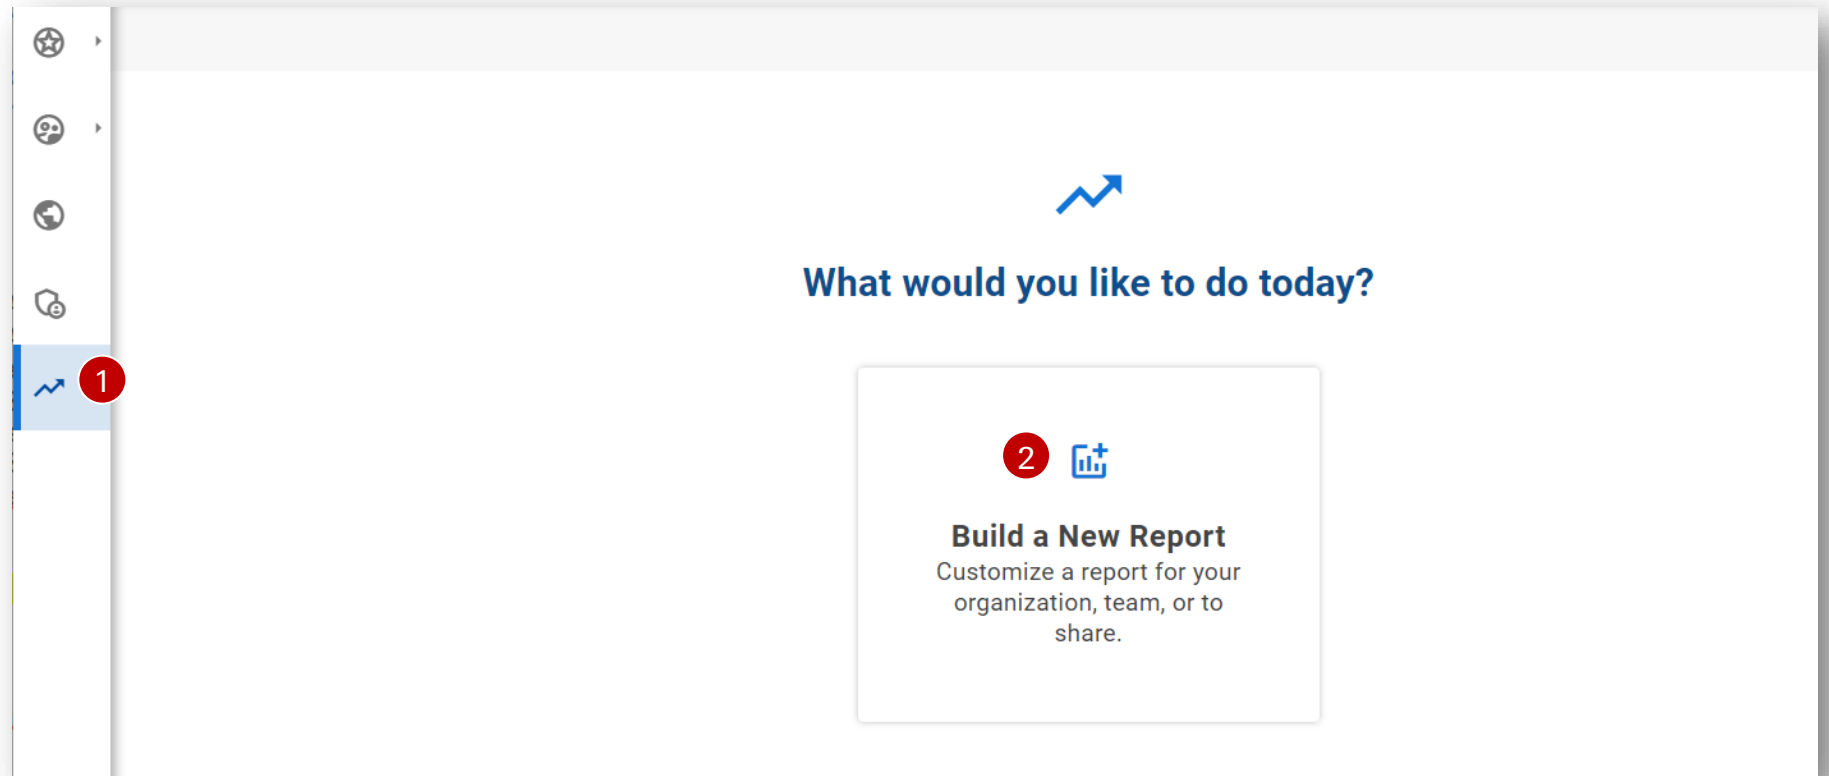 What would you like to do today?
1
2
Build a New Report
Customize a report for your
organization, team, or to
share.